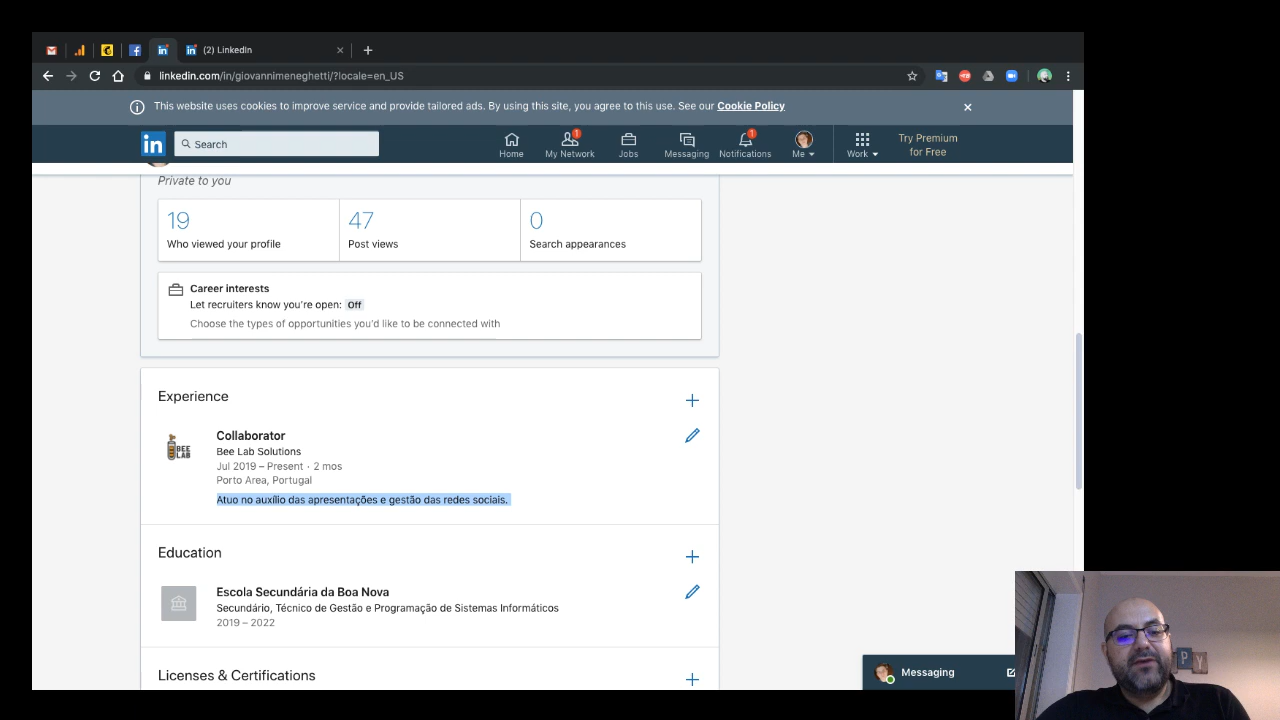 (2) LinkedIn
linkedin.com/in/giovannimeneghetti/?locale=en_US
This website uses cookies to improve service and provide tailored ads. By using this site, you agree to this use. See our Cookie Policy
in
Search
Home
My Network
Jobs
Messaging
Notifications
Me
Work
Try Premium
for Free
1
1
Private to you
19
Who viewed your profile
47
Post views
0
Search appearances
Career interests
Let recruiters know you're open: Off
Choose the types of opportunities you'd like to be connected with
Experience
BEE
LAB
Collaborator
Bee Lab Solutions
Jul 2019 – Present · 2 mos
Porto Area, Portugal
Atuo no auxílio das apresentações e gestão das redes sociais.
Education
Escola Secundária da Boa Nova
Secundário, Técnico de Gestão e Programação de Sistemas Informáticos
2019 – 2022
Licenses & Certifications
Messaging
P Y